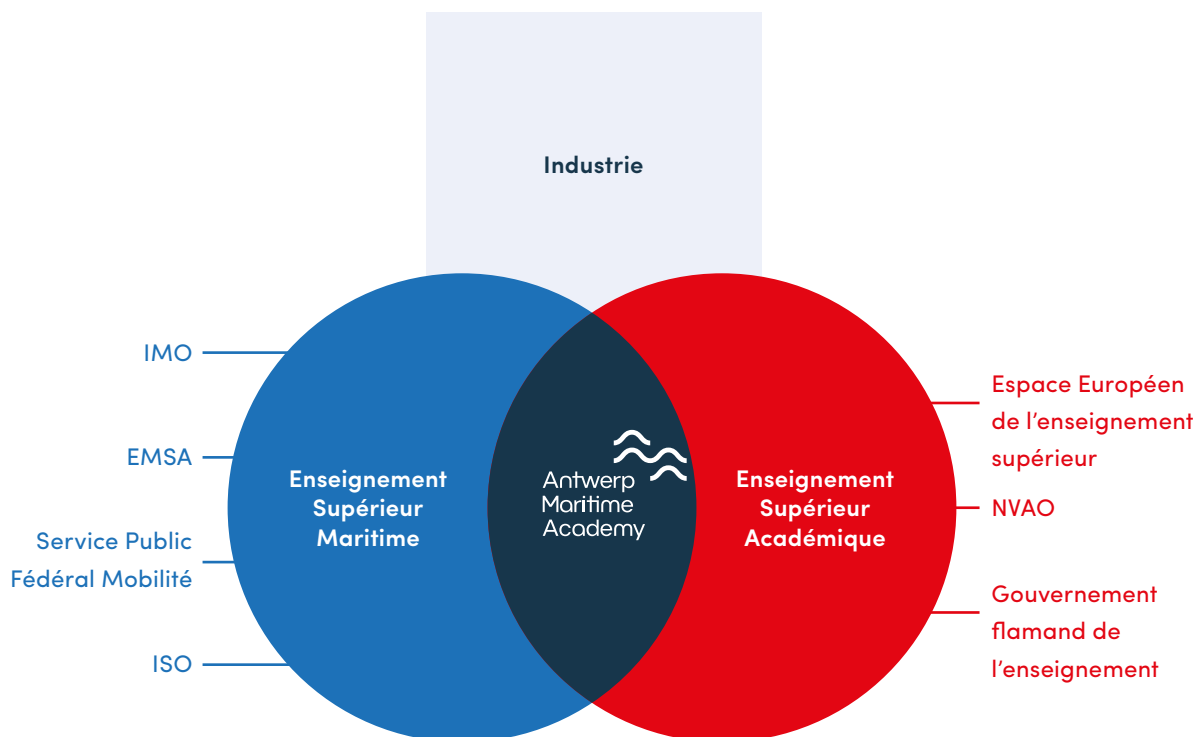 Industrie
IMO
EMSA
Service Public
Fédéral Mobilité
ISO
Enseignement
Supérieur
Maritime
Antwerp
Maritime
Academy
Enseignement
Supérieur
Académique
Espace Européen
de l'enseignement
supérieur
NVAO
Gouvernement
flamand de
l'enseignement